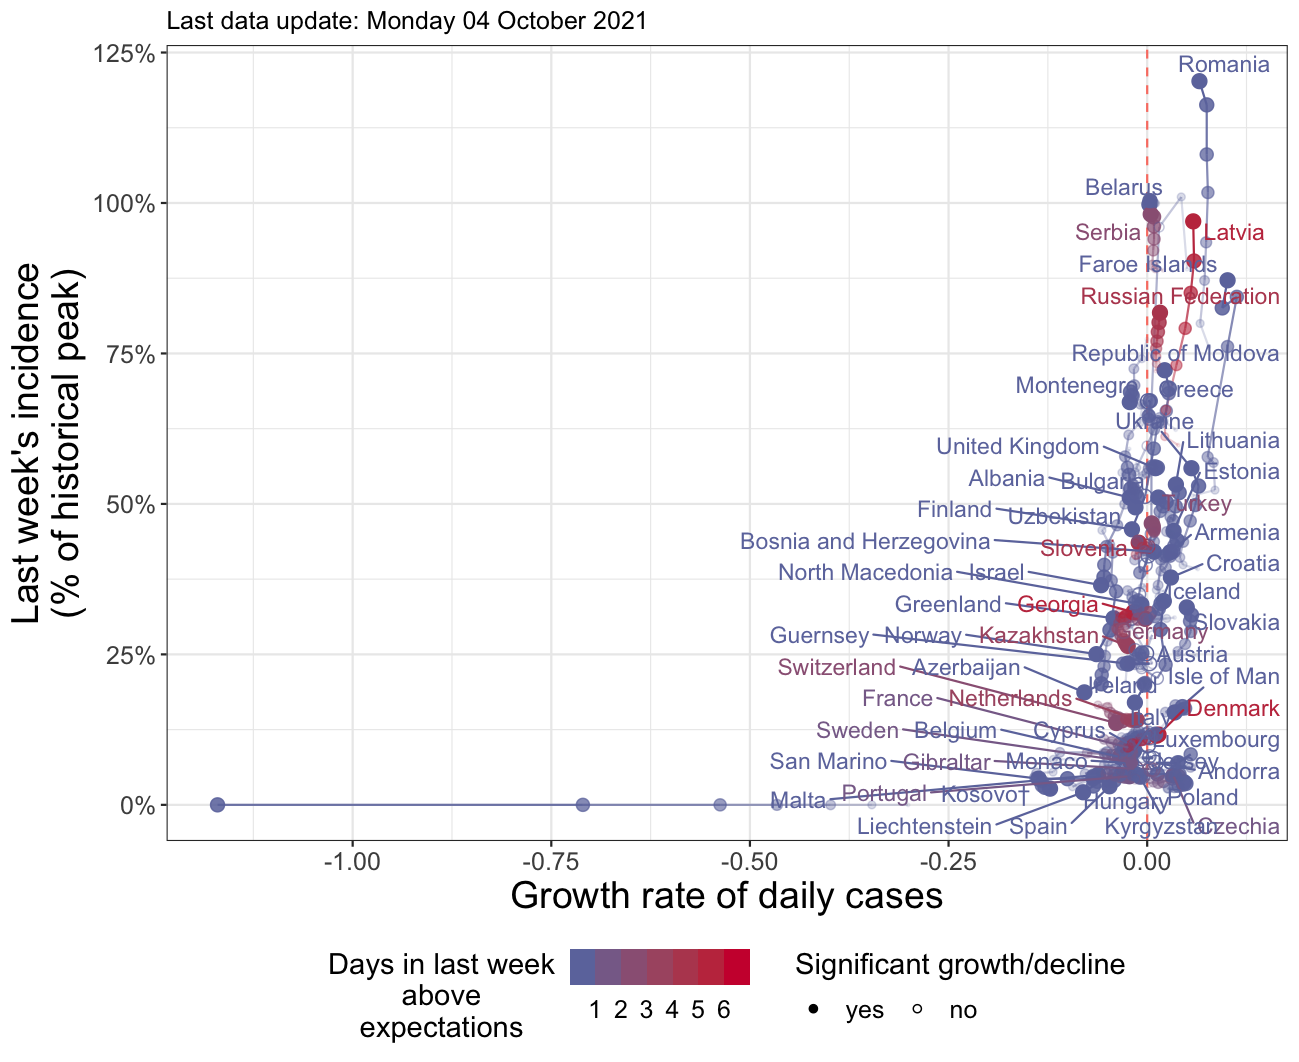 Last data update: Monday 04 October 2021
125%
100%
75%
50%
25%
0%
Last week's incidence
(% of historical peak)
Romania
Belarus
Serbia
Latvia
Faroe Islands
Russian Federation
Republic of Moldova
Montenegro
Greece
Ukraine
United Kingdom
Lithuania
Albania
Bulgaria
Estonia
Finland
Uzbekistan
Turkey
Bosnia and Herzegovina
Slovenia
Armenia
North Macedonia
Israel
Croatia
Greenland
Georgia
Iceland
Guernsey
Norway
Kazakhstan
Germany
Slovakia
Switzerland
Azerbaijan
Ireland
Austria
Isle of Man
France
Netherlands
Italy
Denmark
Sweden
Belgium
Cyprus
Luxembourg
San Marino
Gibraltar
Monaco
Jersey
Andorra
Malta
Portugal
Kosovo†
Hungary
Poland
Liechtenstein
Spain
Kyrgyzstan
Czechia
-1.00
-0.75
-0.50
-0.25
0.00
Growth rate of daily cases
Days in last week
above
expectations
1 2 3 4 5 6
Significant growth/decline
yes
no